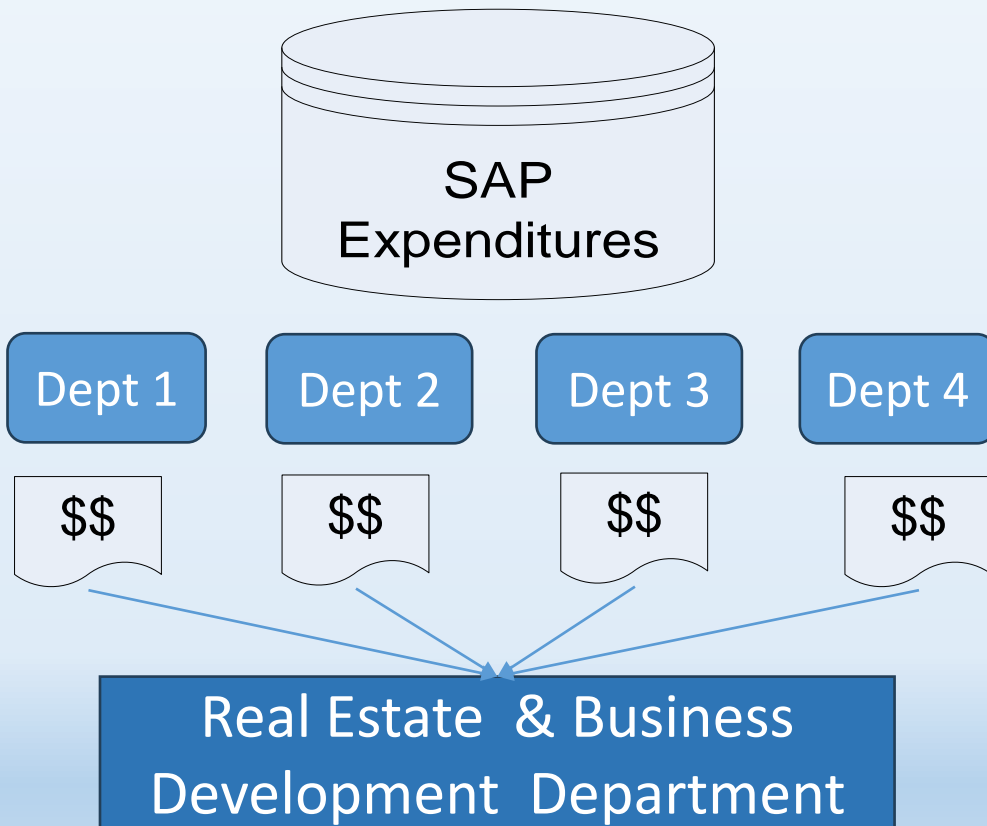 SAP
Expenditures
Dept 1
Dept 2
Dept 3
Dept 4
$$
$$
$$
$$
Real Estate & Business
Development Department